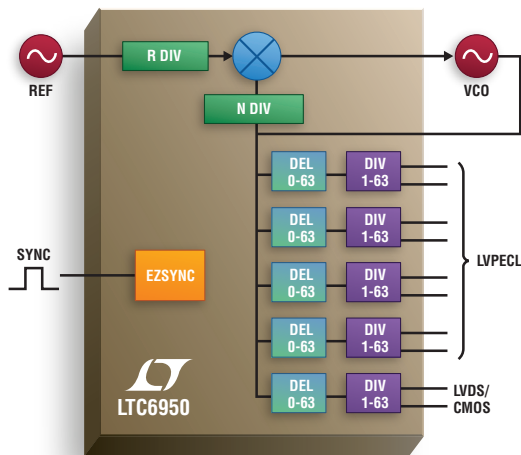 R DIV
REF
VCO
N DIV
DEL
0-63
DIV
1-63
DEL
0-63
DIV
1-63
SYNC
EZSYNC
LVPECL
DEL
0-63
DIV
1-63
DEL
0-63
DIV
1-63
LTC6950
DEL
0-63
DIV
1-63
LVDS/
CMOS